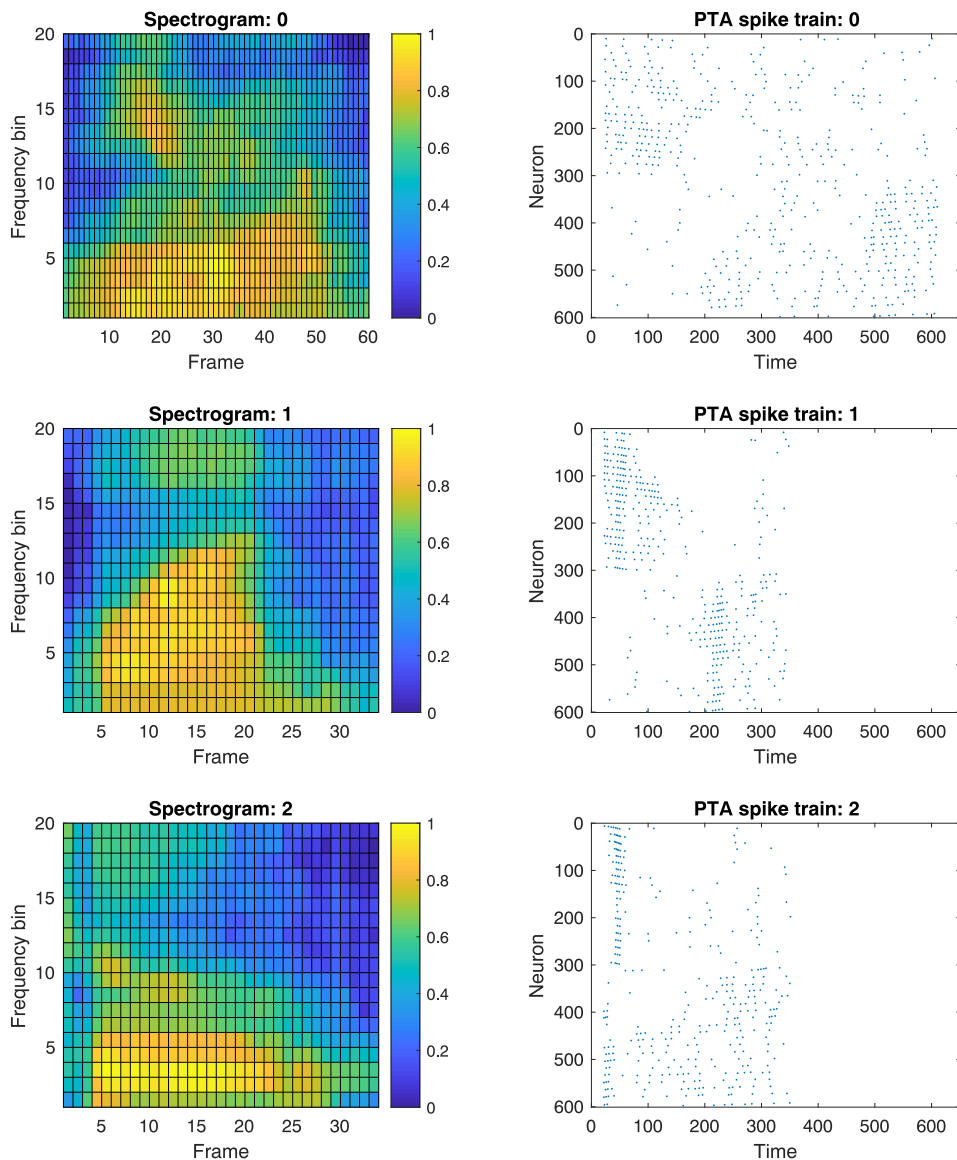 Spectrogram: 0
20
15
10
5
Frequency bin
10 20 30 40 50 60
Frame
1
0.8
0.6
0.4
0.2
0
PTA spike train: 0
0
100
200
300
400
500
600
Neuron
0 100 200 300 400 500 600
Time
Spectrogram: 1
20
15
10
5
Frequency bin
5 10 15 20 25 30
Frame
1
0.8
0.6
0.4
0.2
0
PTA spike train: 1
0
100
200
300
400
500
600
Neuron
0 100 200 300 400 500 600
Time
Spectrogram: 2
20
15
10
5
Frequency bin
5 10 15 20 25 30
Frame
1
0.8
0.6
0.4
0.2
0
PTA spike train: 2
0
100
200
300
400
500
600
Neuron
0 100 200 300 400 500 600
Time